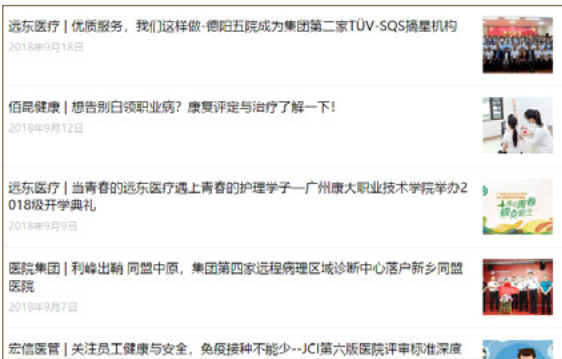 远东医疗 | 优质服务，我们这样做-德阳五院成为集团第二家TÜV-SQS摘星机构
2018年9月18日
佰昆健康 | 想告别白领职业病？康复评定与治疗了解一下！
2018年9月12日
远东医疗 | 当青春的远东医疗遇上青春的护理学子—广州康大职业技术学院举办2
018级开学典礼
2018年9月9日
医院集团 | 利峰出鞘 同盟中原，集团第四家远程病理区域诊断中心落户新乡同盟
医院
2018年9月7日
宏信医管 | 关注员工健康与安全，免疫接种不能少--JCI第六版医院评审标准深度